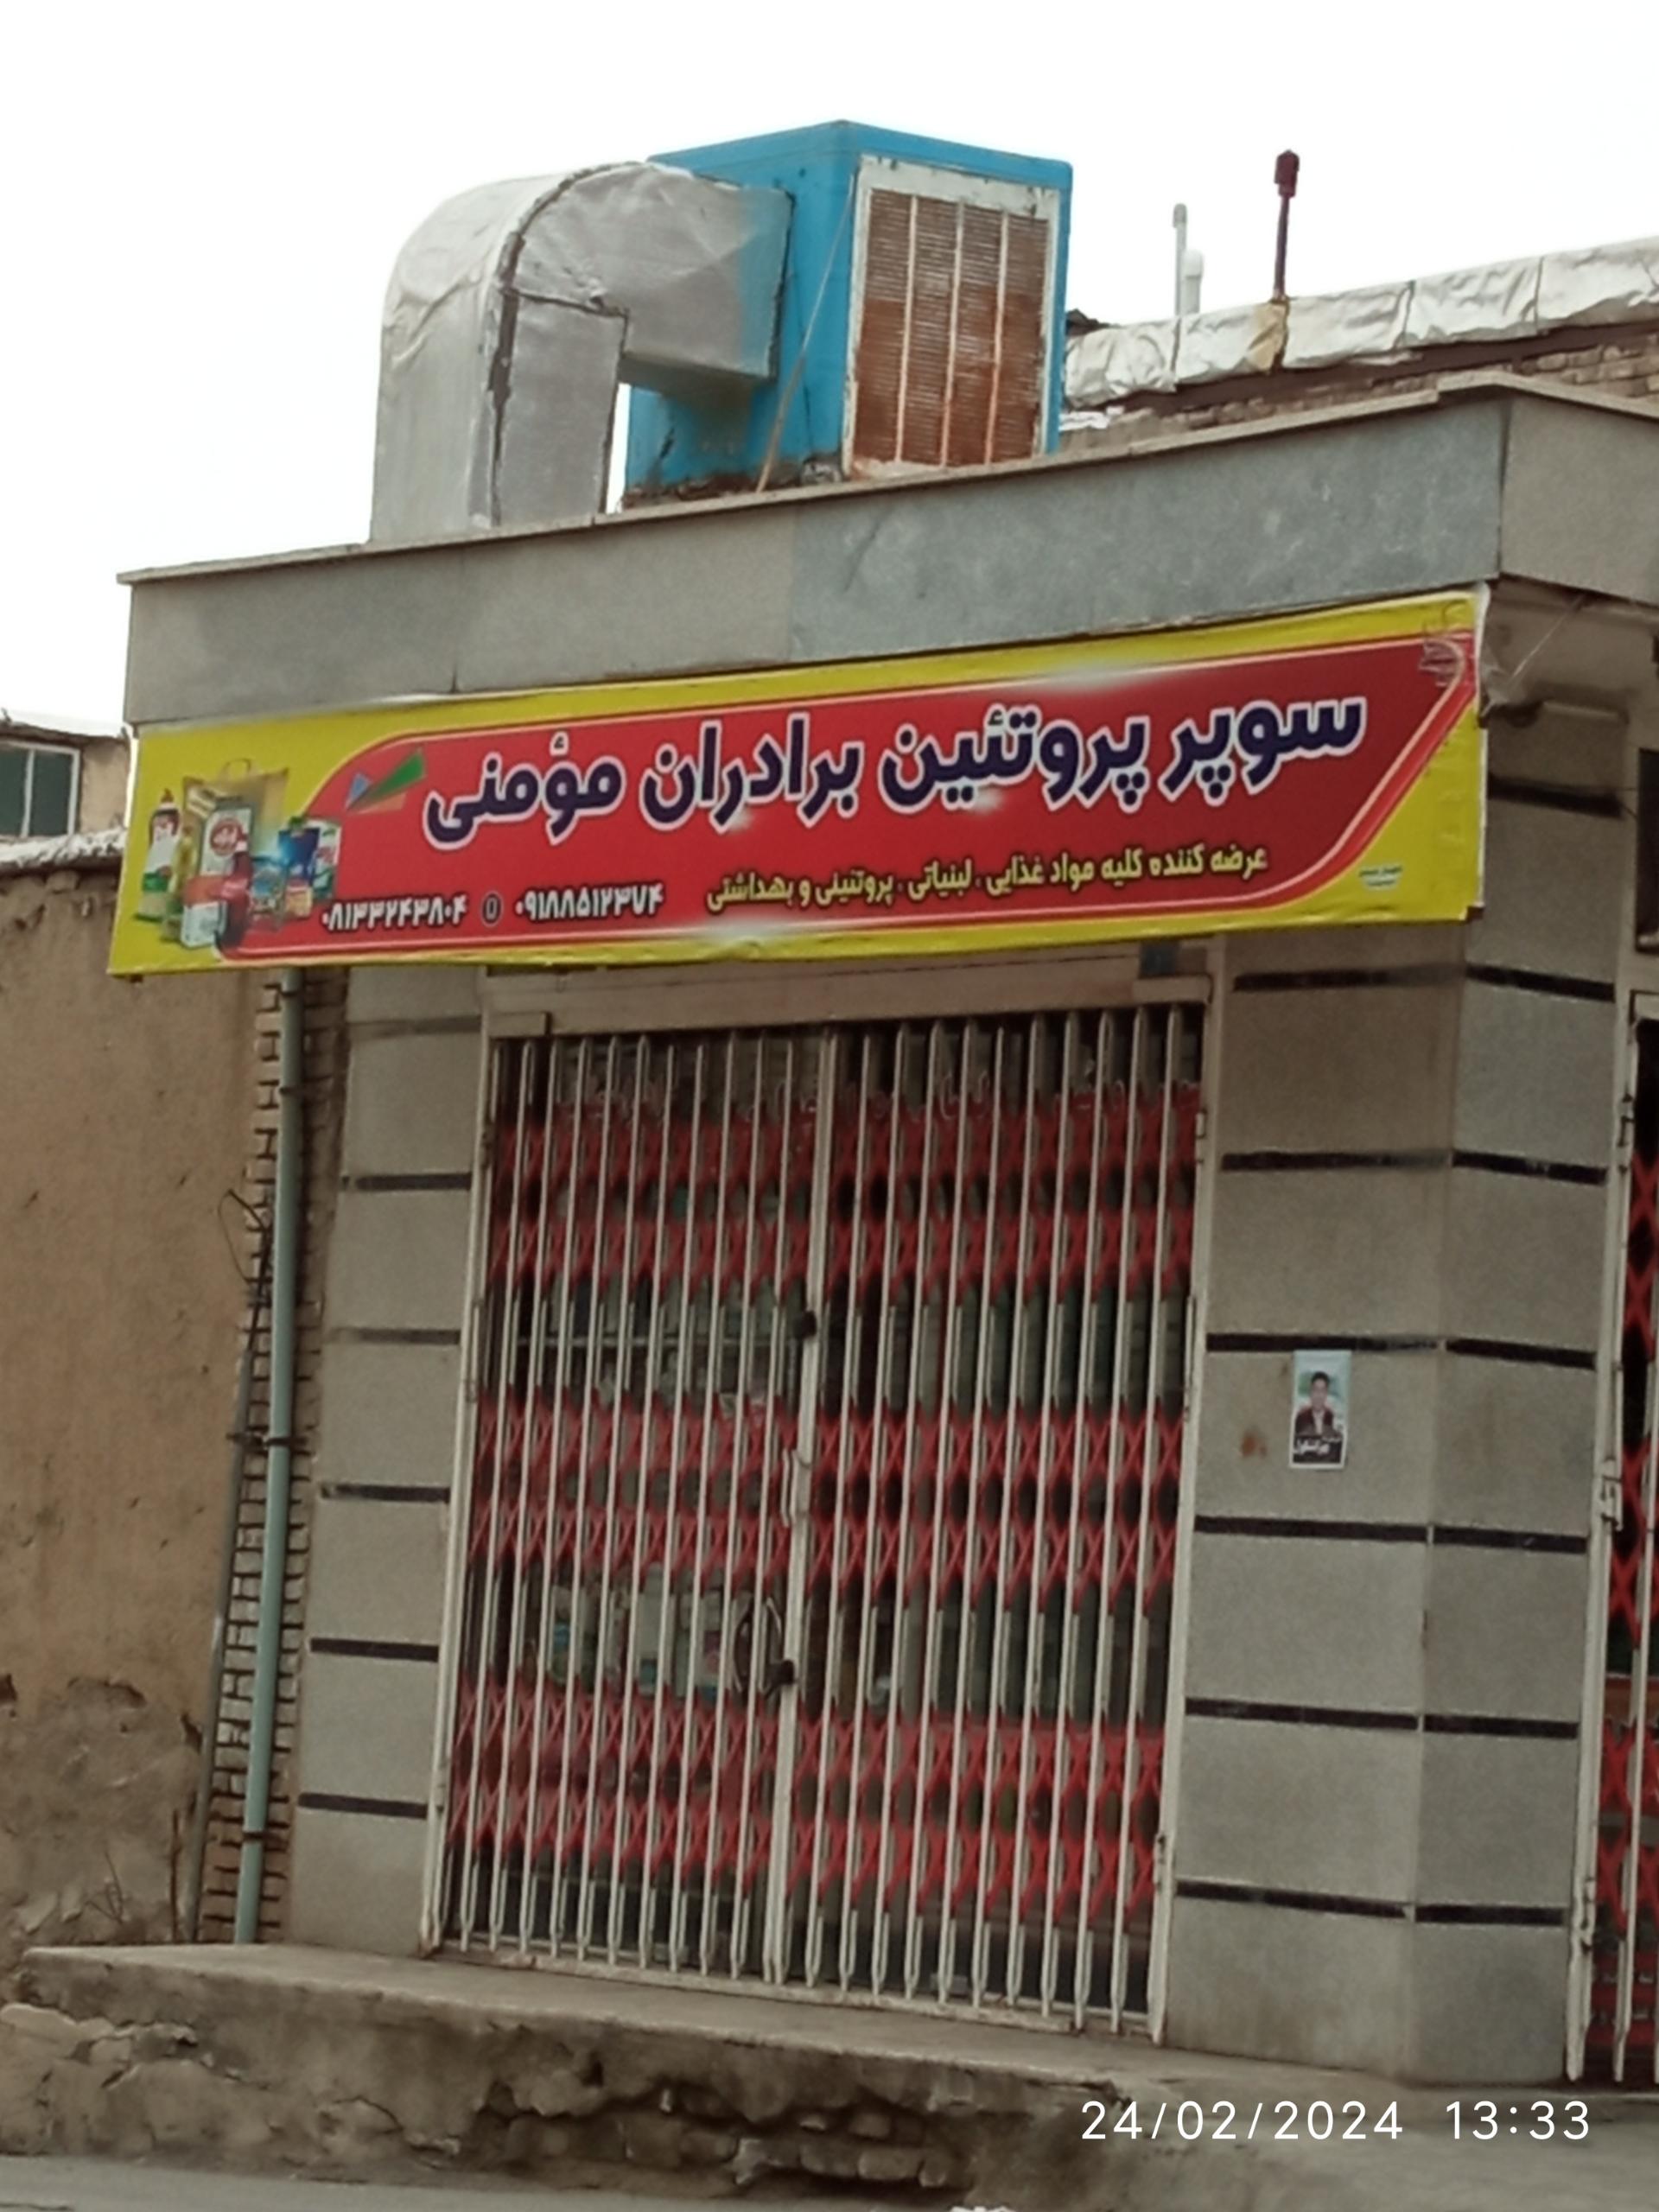 سوپر پروتئین برادران مؤمنی
عرضه کننده کلیه مواد غذایی . لبنیاتی . پروتئینی و بهداشتی
۰۹۱۸۸۵۱۲۳۷۴ ۰۸۱۳۳۲۴۳۸۰۴
24/02/2024 13:33